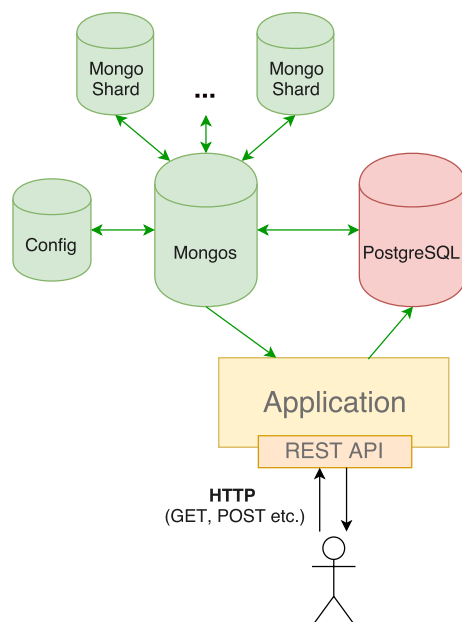 Mongo
Shard
...
Mongo
Shard
Config
Mongos
PostgreSQL
Application
REST API
HTTP
(GET, POST etc.)